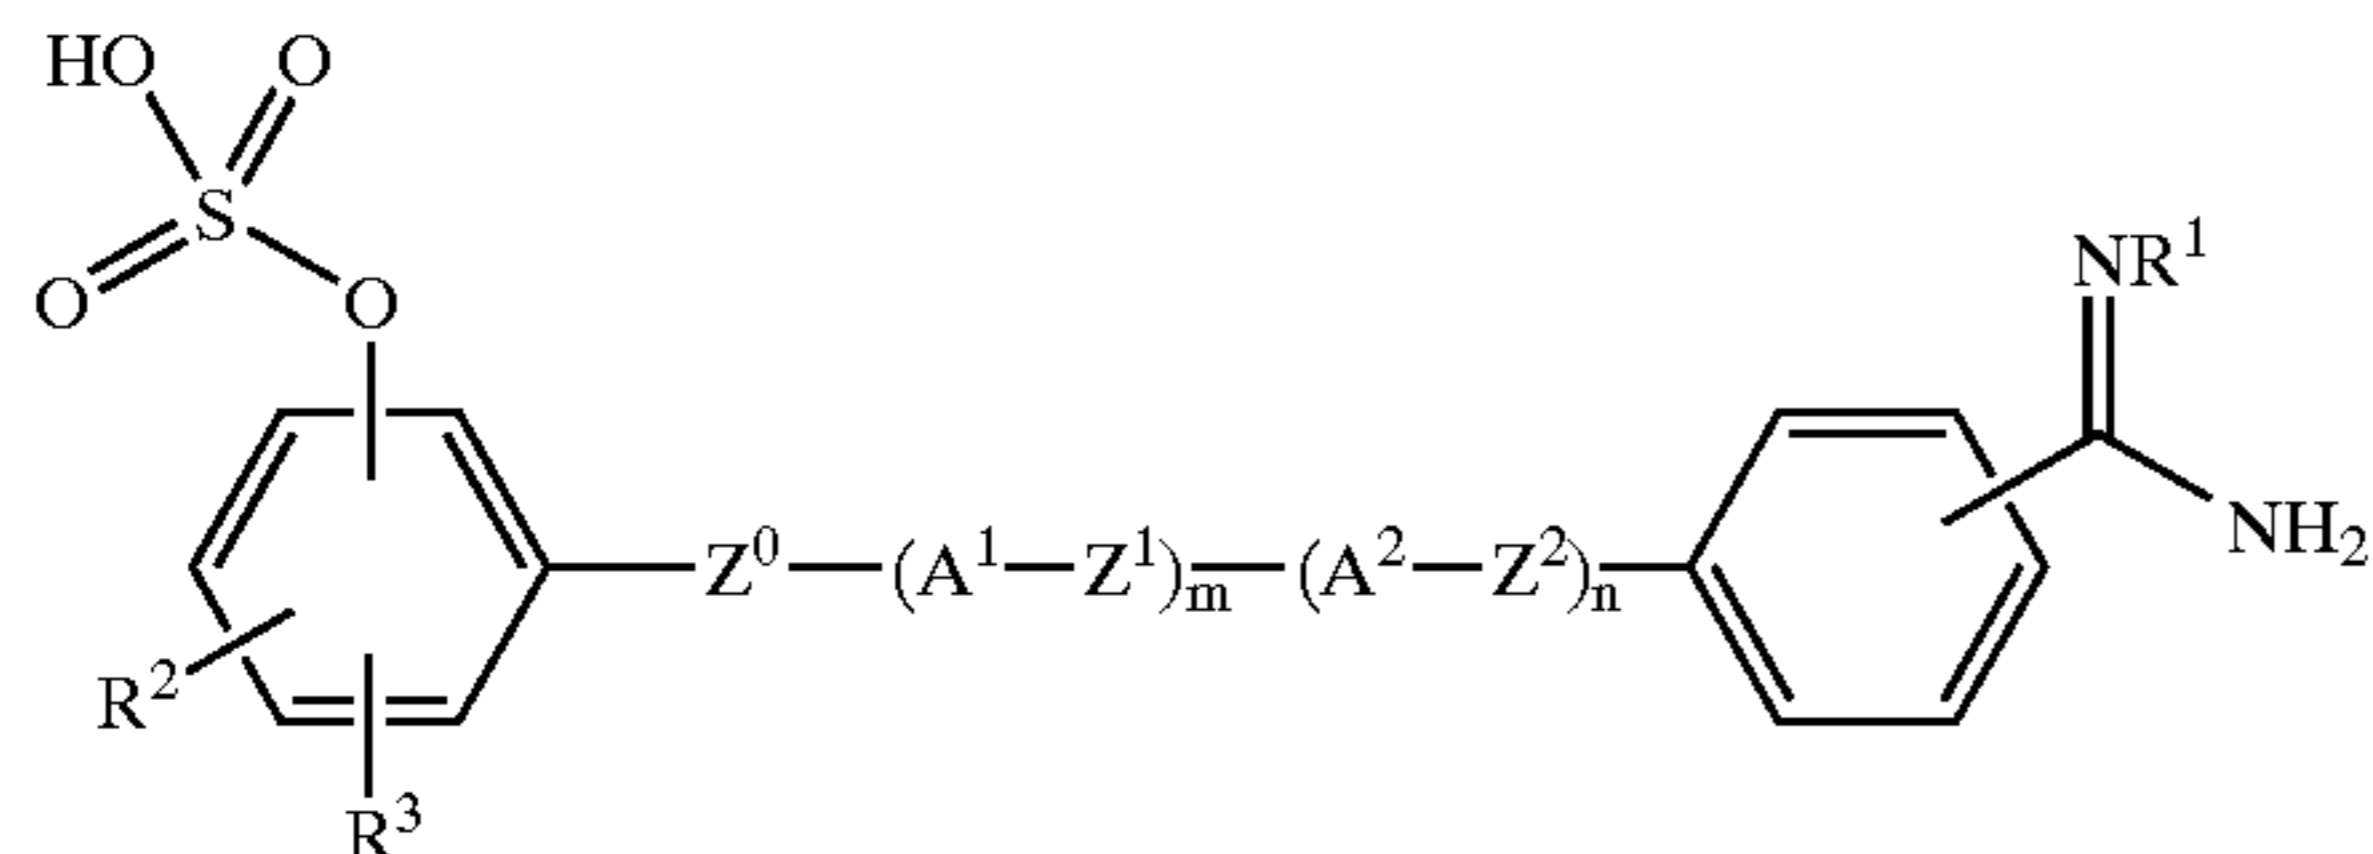 HO O
S
O O
NR¹
NH₂
Z⁰—(A¹—Z¹)ₘ—(A²—Z²)ₙ
R²
R³